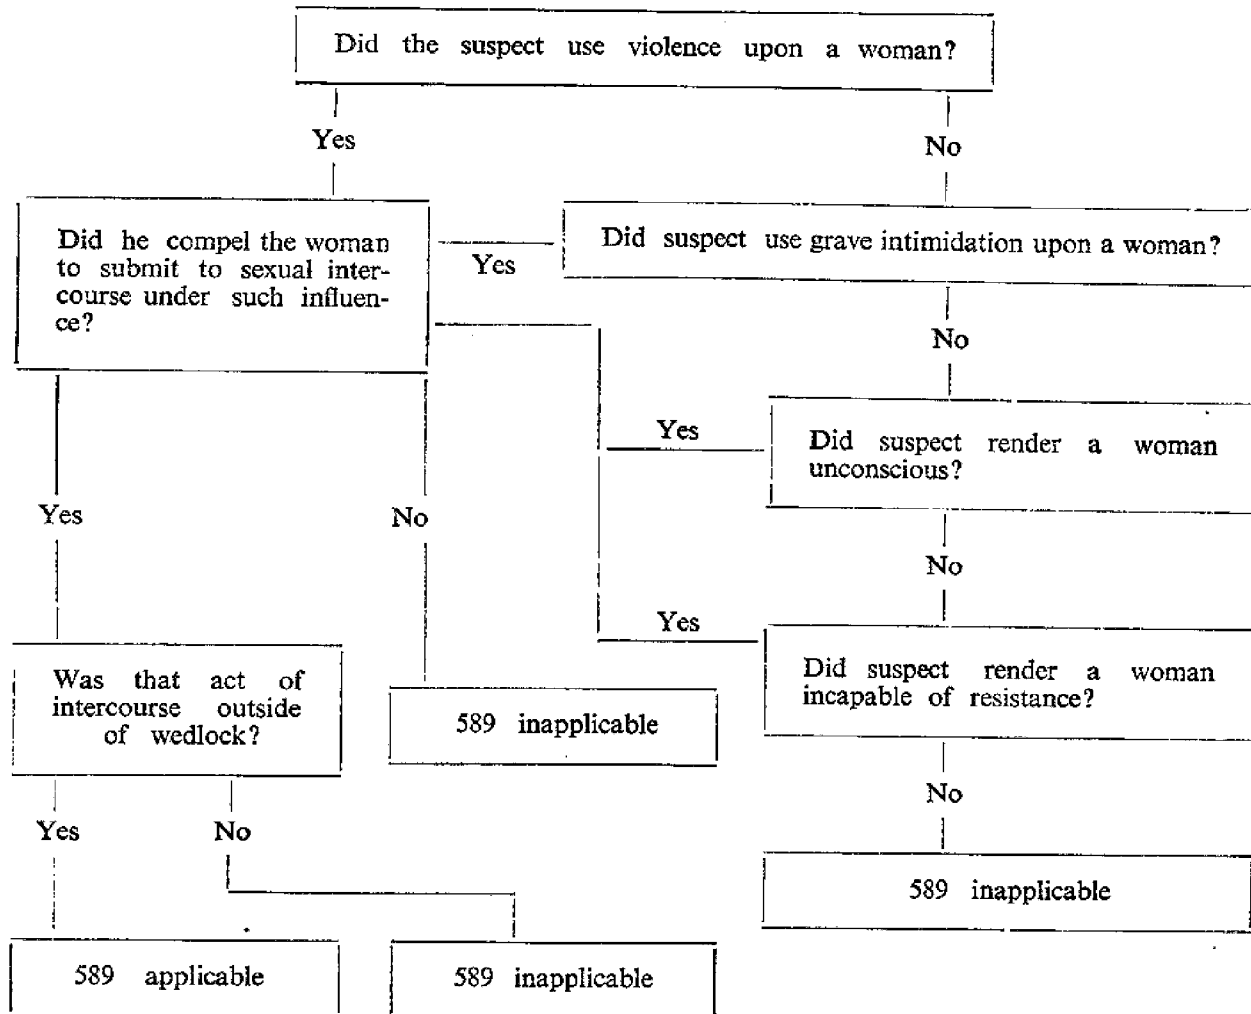 Did the suspect use violence upon a woman?
Yes
No
Did he compel the woman
to submit to sexual inter-
course under such influen-
ce?
Yes
Did suspect use grave intimidation upon a woman?
No
Yes
Did suspect render a woman
unconscious?
Yes
No
No
Yes
Was that act of
intercourse outside
of wedlock?
589 inapplicable
Did suspect render a woman
incapable of resistance?
No
Yes
No
589 inapplicable
589 applicable
589 inapplicable